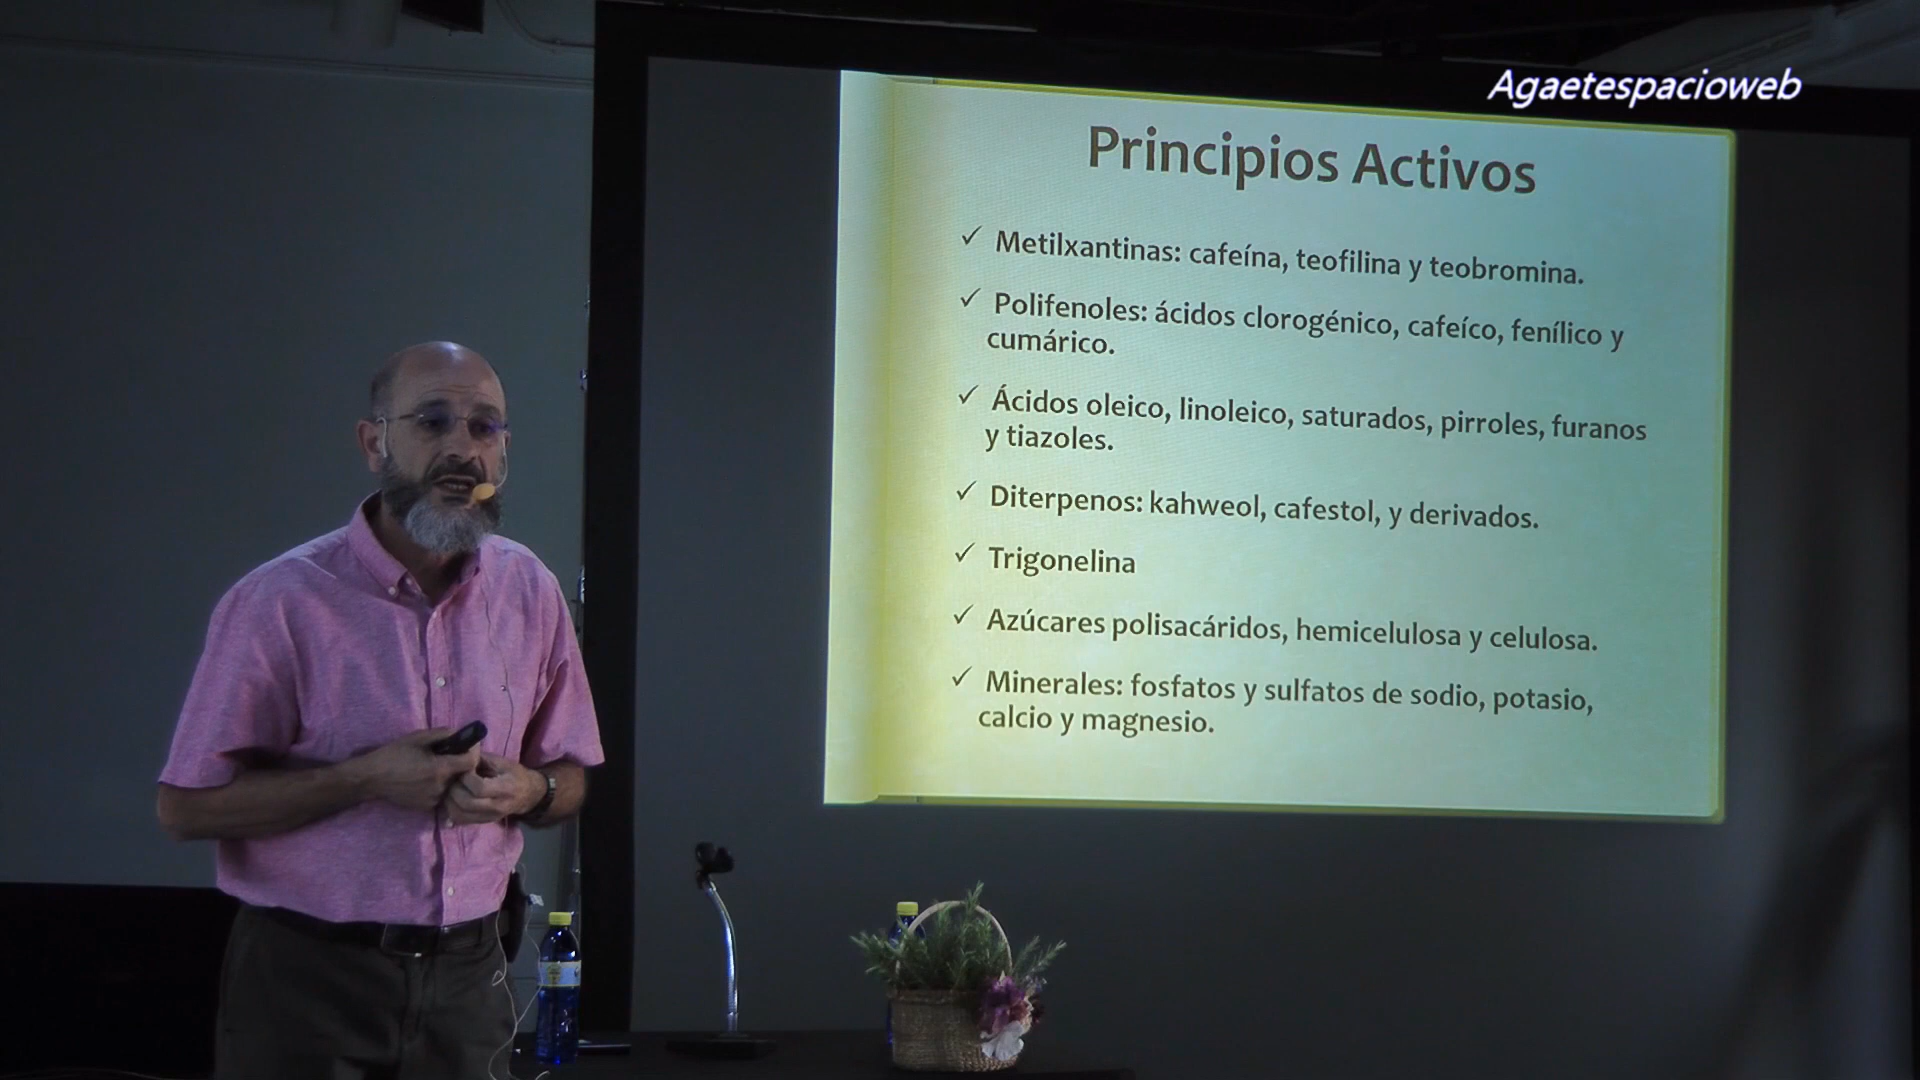 Agaetespacioweb
Principios Activos
✓ Metilxantinas: cafeína, teofilina y teobromina.
✓ Polifenoles: ácidos clorogénico, cafeíco, fenílico y
cumárico.
✓ Ácidos oleico, linoleico, saturados, pirroles, furanos
y tiazoles.
✓ Diterpenos: kahweol, cafestol, y derivados.
✓ Trigonelina
✓ Azúcares polisacáridos, hemicelulosa y celulosa.
✓ Minerales: fosfatos y sulfatos de sodio, potasio,
calcio y magnesio.